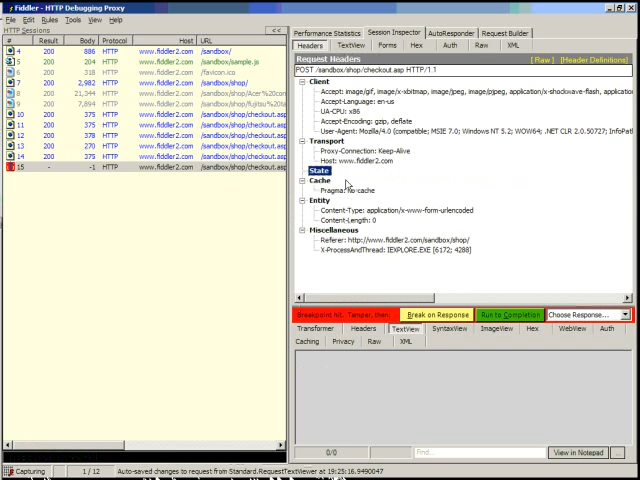 Fiddler - HTTP Debugging Proxy
File Edit Rules Tools View Help
HTTP Sessions <<
# Result Body Protocol Host URL
4 200 886 HTTP www.fiddler2.com /sandbox/
5 200 204 HTTP www.fiddler2.com /sandbox/sample.js
6 200 318 HTTP www.fiddler2.com /favicon.ico
7 200 2,982 HTTP www.fiddler2.com /sandbox/shop/
8 200 21,344 HTTP www.fiddler2.com /sandbox/shop/Acer%20con
9 200 7,894 HTTP www.fiddler2.com /sandbox/shop/fujitsu%20ta
10 200 375 HTTP www.fiddler2.com /sandbox/shop/checkout.asp
11 200 375 HTTP www.fiddler2.com /sandbox/shop/checkout.asp
12 200 378 HTTP www.fiddler2.com /sandbox/shop/checkout.asp
13 200 270 HTTP www.fiddler2.com /sandbox/shop/checkout.asp
14 200 375 HTTP www.fiddler2.com /sandbox/shop/checkout.asp
15 - -1 HTTP www.fiddler2.com /sandbox/shop/checkout.asp
Performance Statistics Session Inspector AutoResponder Request Builder
Headers TextView Forms Hex Auth Raw XML
Request Headers [ Raw ] [Header Definitions]
POST /sandbox/shop/checkout.asp HTTP/1.1
Client
Accept: image/gif, image/x-xbitmap, image/jpeg, image/pjpeg, application/x-shockwave-flash, application
Accept-Language: en-us
UA-CPU: x86
Accept-Encoding: gzip, deflate
User-Agent: Mozilla/4.0 (compatible; MSIE 7.0; Windows NT 5.2; WOW64; .NET CLR 2.0.50727; InfoPath
Transport
Proxy-Connection: Keep-Alive
Host: www.fiddler2.com
State
Cache
Pragma: no-cache
Entity
Content-Type: application/x-www-form-urlencoded
Content-Length: 0
Miscellaneous
Referer: http://www.fiddler2.com/sandbox/shop/
X-ProcessAndThread: IEXPLORE.EXE [6172; 4288]
Breakpoint hit. Tamper, then: Break on Response Run to Completion Choose Response...
Transformer Headers TextView SyntaxView ImageView Hex WebView Auth
Caching Privacy Raw XML
0/0 Find... View in Notepad ...
Capturing 1 / 12 Auto-saved changes to request from Standard.RequestTextViewer at 19:25:16.9490047